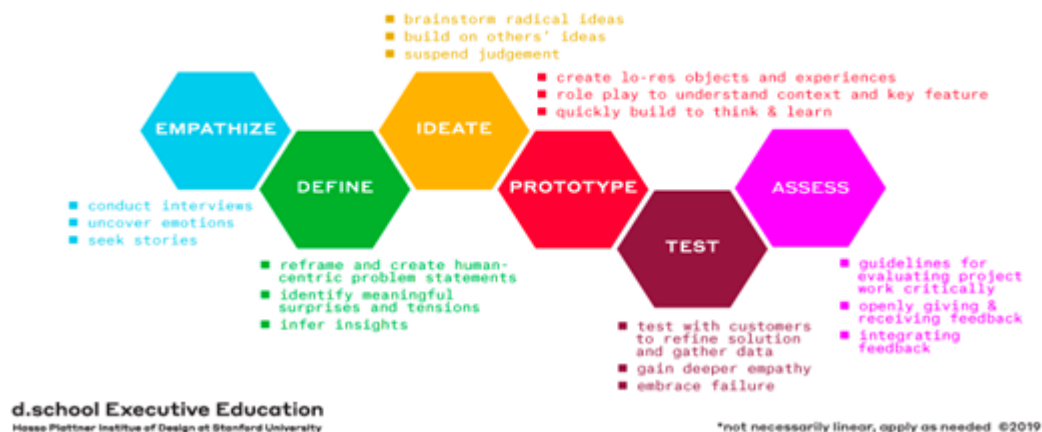 EMPATHIZE
■ conduct interviews
■ uncover emotions
■ seek stories
DEFINE
■ reframe and create human-
centric problem statements
■ identify meaningful
surprises and tensions
■ infer insights
■ brainstorm radical ideas
■ build on others' ideas
■ suspend judgement
IDEATE
■ create lo-res objects and experiences
■ role play to understand context and key feature
■ quickly build to think & learn
PROTOTYPE
TEST
■ test with customers
to refine solution
and gather data
■ gain deeper empathy
■ embrace failure
ASSESS
■ guidelines for
evaluating project
work critically
■ openly giving &
receiving feedback
■ integrating
feedback
d.school Executive Education
Hasso Plattner Institue of Design at Stanford University
*not necessarily linear, apply as needed ©2019